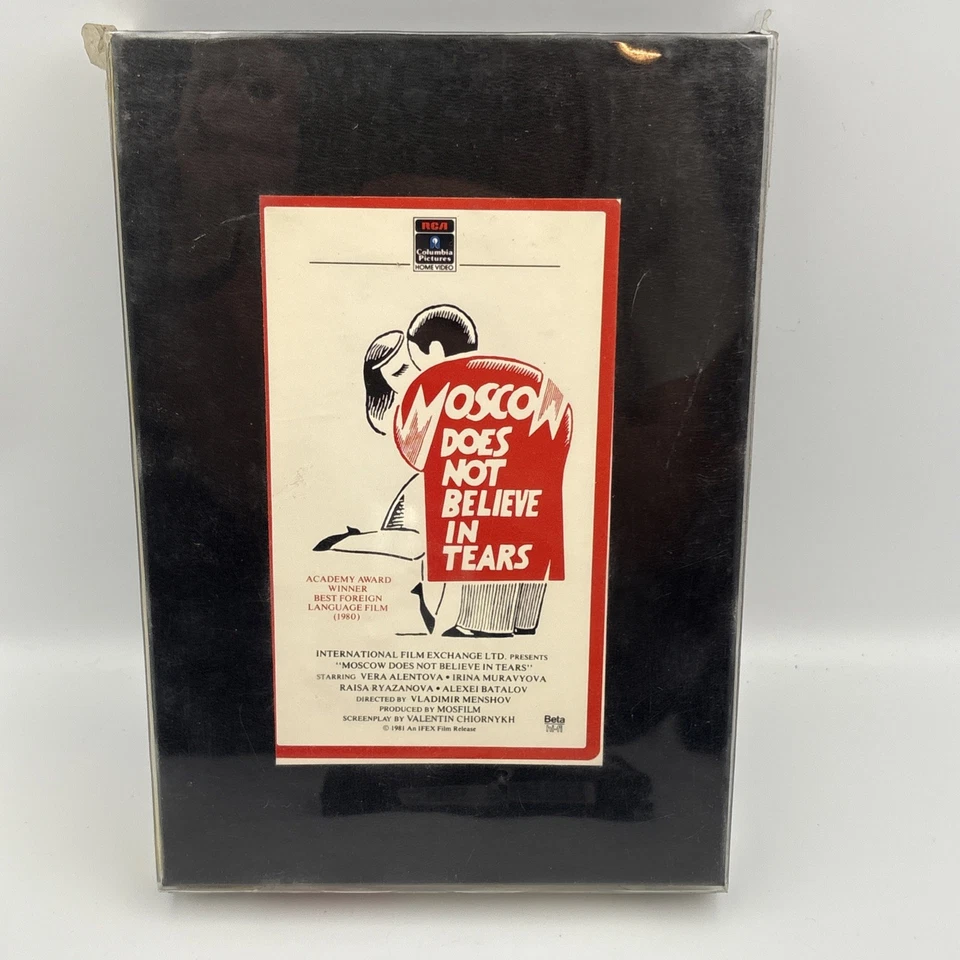 RCA
Columbia
Pictures
HOME VIDEO
MOSCOW
DOES
NOT
BELIEVE
IN
TEARS
ACADEMY AWARD
WINNER
BEST FOREIGN
LANGUAGE FILM
(1980)
INTERNATIONAL FILM EXCHANGE LTD. PRESENTS
"MOSCOW DOES NOT BELIEVE IN TEARS"
STARRING VERA ALENTOVA • IRINA MURAVYOVA
RAISA RYAZANOVA • ALEXEI BATALOV
DIRECTED BY VLADIMIR MENSHOV
PRODUCED BY MOSFILM
SCREENPLAY BY VALENTIN CHIORNYKH
© 1981 An IFEX Film Release
Beta
hi-fi